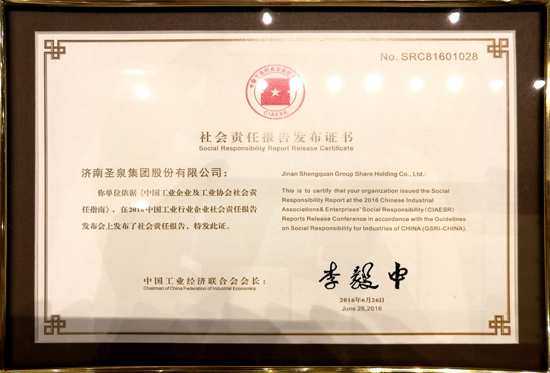 No. SRC81601028
CIAESR
社会责任报告发布证书
Social Responsibility Report Release Certificate
济南圣泉集团股份有限公司：
你单位依据《中国工业企业及工业协会社会责
任指南》，在2016中国工业行业企业社会责任报告
发布会上发布了社会责任报告，特发此证。
Jinan Shengquan Group Share Holding Co., Ltd.:
This is to certify that your organization issued the Social
Responsibility Report at the 2016 Chinese Industrial
Associations& Enterprises' Social Responsibility(CIAESR)
Reports Release Conference in accordance with the Guidelines
on Social Responsibility for Industries of CHINA(GSRI-CHINA).
中国工业经济联合会会长：
Chairman of China Federation of Industrial Economics
李毅中
2016年6月26日
June 26,2016